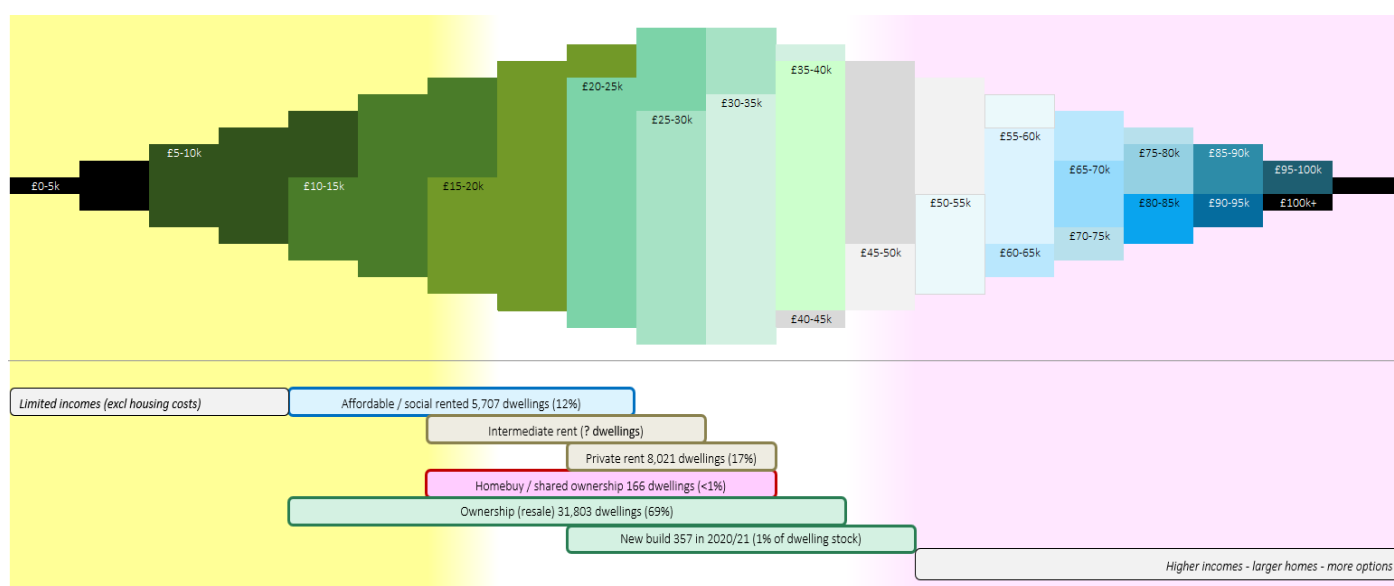 £0-5k
£5-10k
£10-15k
£15-20k
£20-25k
£25-30k
£30-35k
£35-40k
£40-45k
£45-50k
£50-55k
£55-60k
£60-65k
£65-70k
£70-75k
£75-80k
£80-85k
£85-90k
£90-95k
£95-100k
£100k+
Limited incomes (excl housing costs)
Affordable / social rented 5,707 dwellings (12%)
Intermediate rent (? dwellings)
Private rent 8,021 dwellings (17%)
Homebuy / shared ownership 166 dwellings (<1%)
Ownership (resale) 31,803 dwellings (69%)
New build 357 in 2020/21 (1% of dwelling stock)
Higher incomes - larger homes - more options